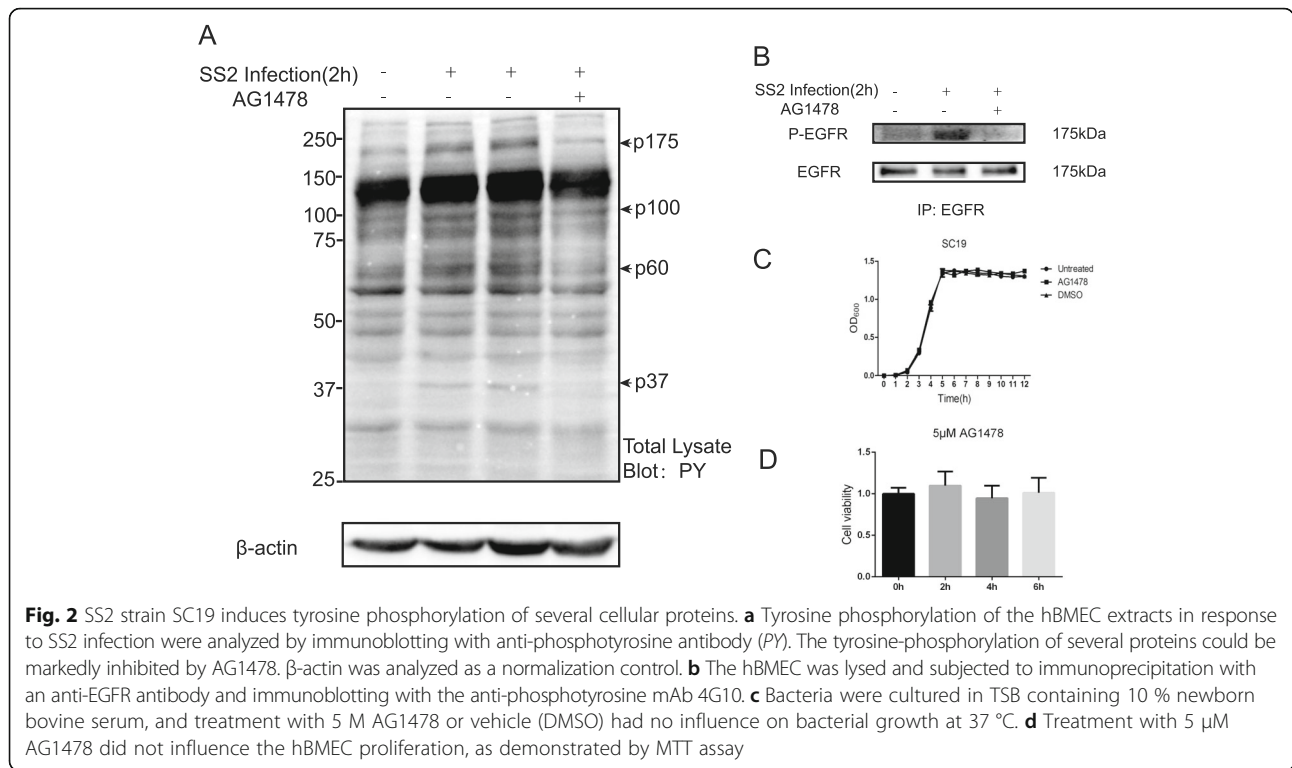 A
SS2 Infection(2h) - + + +
AG1478 - - - +
250
150
100
75
50
37
25
p175
p100
p60
p37
Total Lysate
Blot: PY
β-actin
B
SS2 Infection(2h) - + +
AG1478 - - +
P-EGFR 175kDa
EGFR 175kDa
IP: EGFR
C
SC19
OD600
1.5
1.0
0.5
0.0
0 1 2 3 4 5 6 7 8 9 10 11 12
Time(h)
Untreated
AG1478
DMSO
D
5μM AG1478
Cell viability
1.5
1.0
0.5
0.0
0h 2h 4h 6h
Fig. 2 SS2 strain SC19 induces tyrosine phosphorylation of several cellular proteins. a Tyrosine phosphorylation of the hBMEC extracts in response
to SS2 infection were analyzed by immunoblotting with anti-phosphotyrosine antibody (PY). The tyrosine-phosphorylation of several proteins could be
markedly inhibited by AG1478. β-actin was analyzed as a normalization control. b The hBMEC was lysed and subjected to immunoprecipitation with
an anti-EGFR antibody and immunoblotting with the anti-phosphotyrosine mAb 4G10. c Bacteria were cultured in TSB containing 10 % newborn
bovine serum, and treatment with 5 M AG1478 or vehicle (DMSO) had no influence on bacterial growth at 37 °C. d Treatment with 5 μM
AG1478 did not influence the hBMEC proliferation, as demonstrated by MTT assay